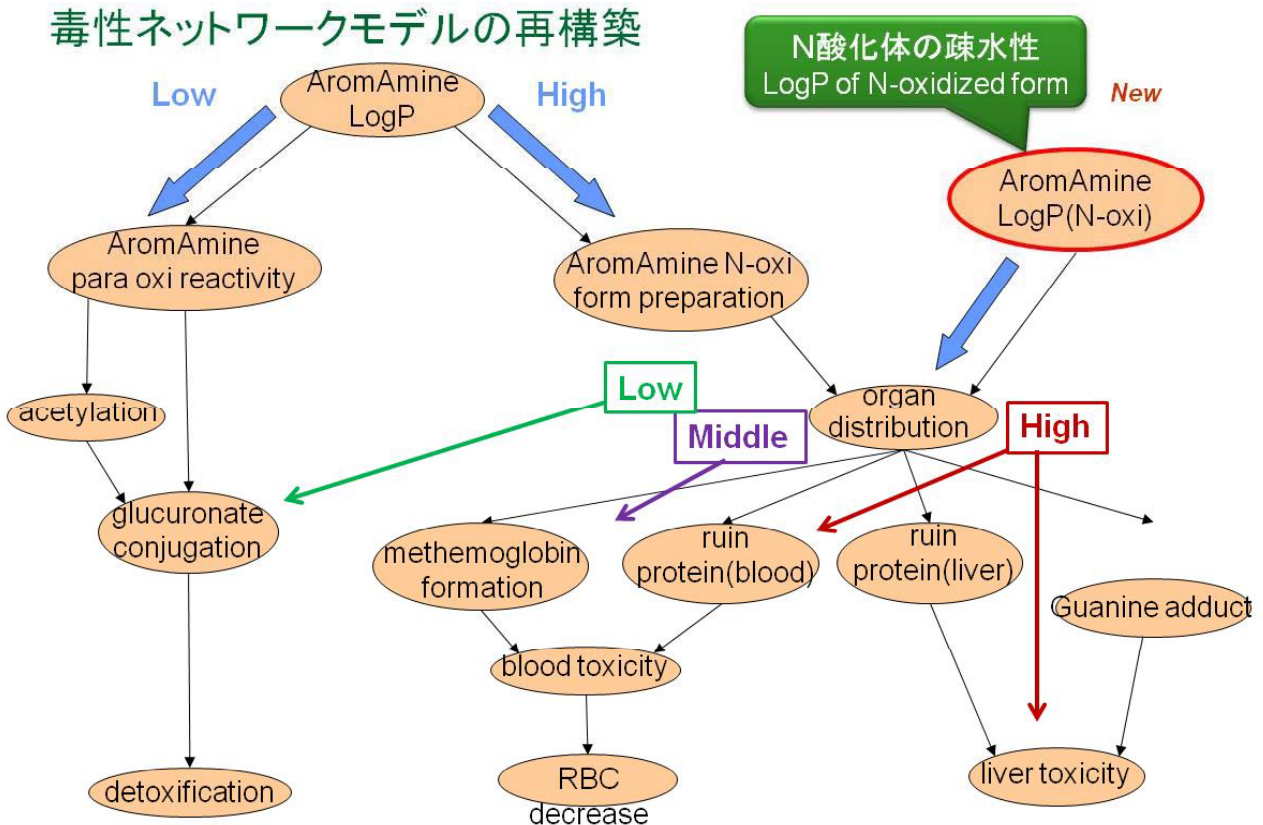 毒性ネットワークモデルの再構築
N酸化体の疎水性
LogP of N-oxidized form
New
Low
AromAmine
LogP
High
AromAmine
LogP(N-oxi)
AromAmine
para oxi reactivity
AromAmine N-oxi
form preparation
Low
acetylation
organ
distribution
Middle
High
glucuronate
conjugation
methemoglobin
formation
ruin
protein(blood)
ruin
protein(liver)
Guanine adduct
blood toxicity
detoxification
RBC
decrease
liver toxicity